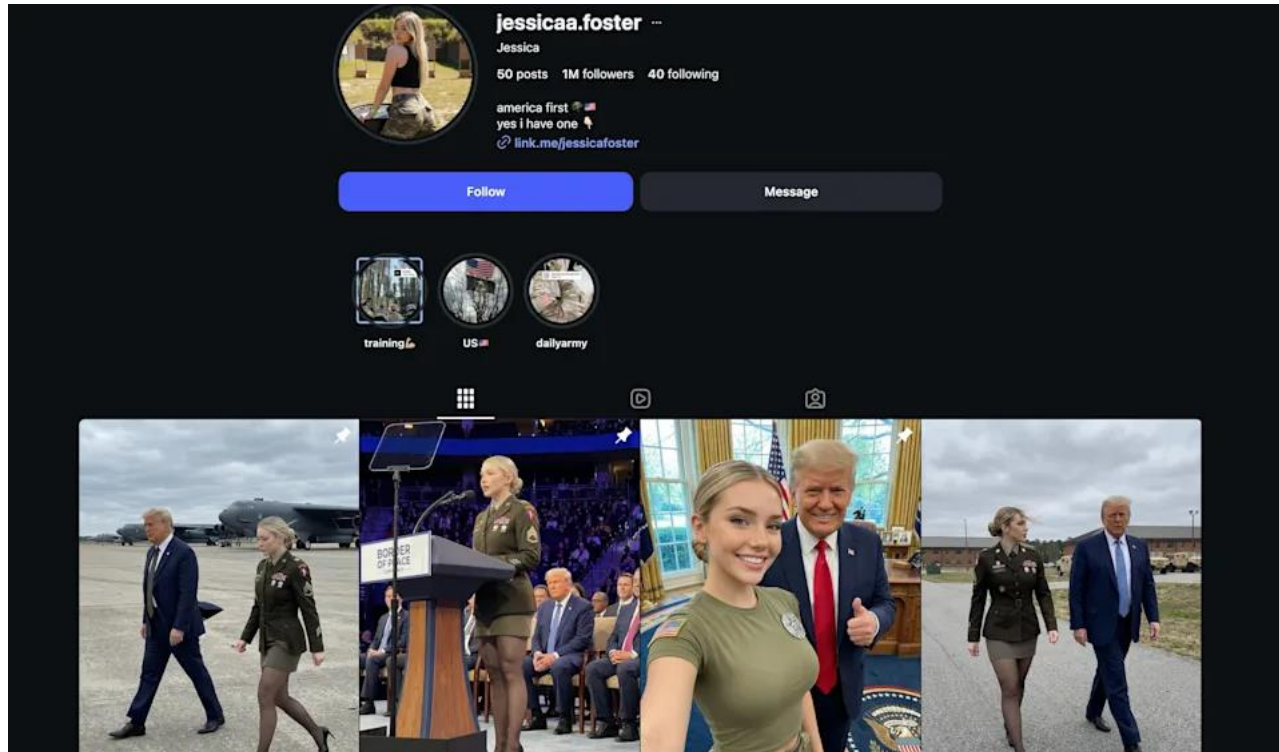 jessicaa.foster ...
Jessica
50 posts 1M followers 40 following
america first 🪖🇺🇸
yes i have one 👇🏻
link.me/jessicafoster
Follow
Message
training💪🏼
US🇺🇸
dailyarmy
BORDER
OF PEACE